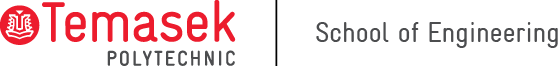 Temasek
POLYTECHNIC
School of Engineering